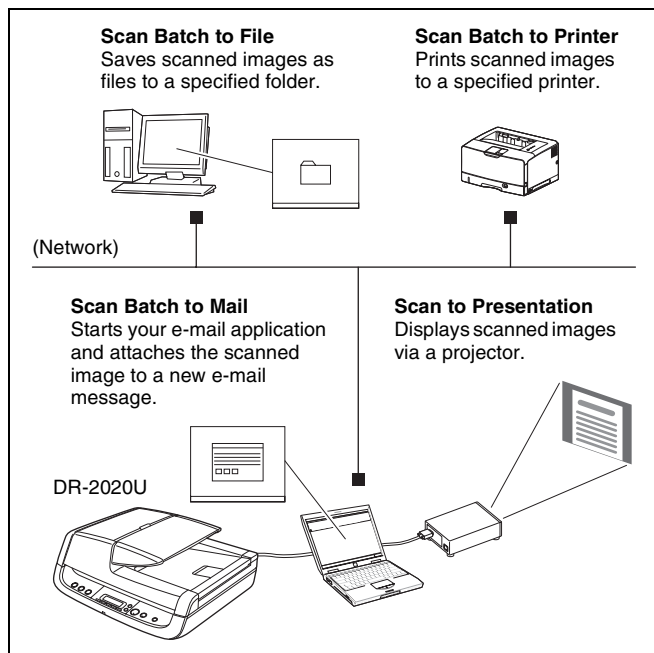 Scan Batch to File
Saves scanned images as
files to a specified folder.
Scan Batch to Printer
Prints scanned images
to a specified printer.
(Network)
Scan Batch to Mail
Starts your e-mail application
and attaches the scanned
image to a new e-mail
message.
Scan to Presentation
Displays scanned images
via a projector.
DR-2020U